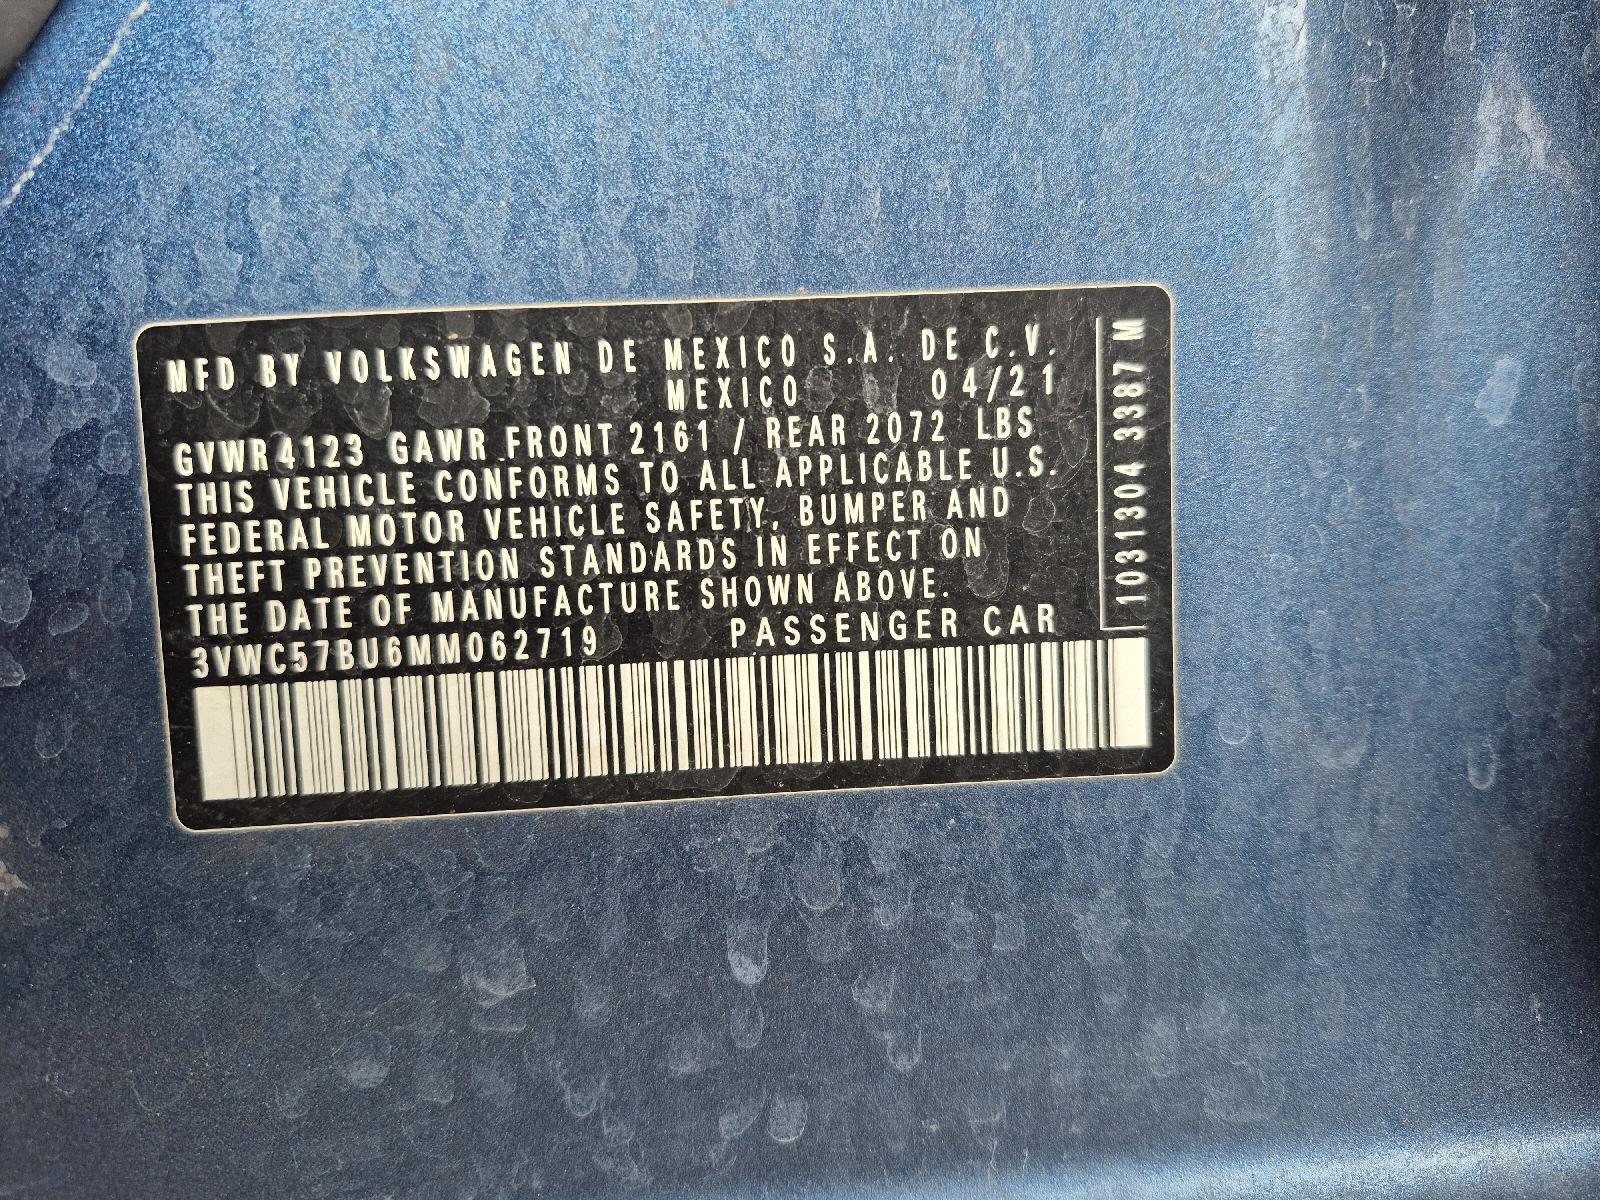 MFD BY VOLKSWAGEN DE MEXICO S.A. DE C.V.
MEXICO 04/21
GVWR 4123 GAWR FRONT 2161 / REAR 2072 LBS
THIS VEHICLE CONFORMS TO ALL APPLICABLE U.S.
FEDERAL MOTOR VEHICLE SAFETY, BUMPER AND
THEFT PREVENTION STANDARDS IN EFFECT ON
THE DATE OF MANUFACTURE SHOWN ABOVE.
3VWC57BU6MM062719 PASSENGER CAR
1031304 3387 M